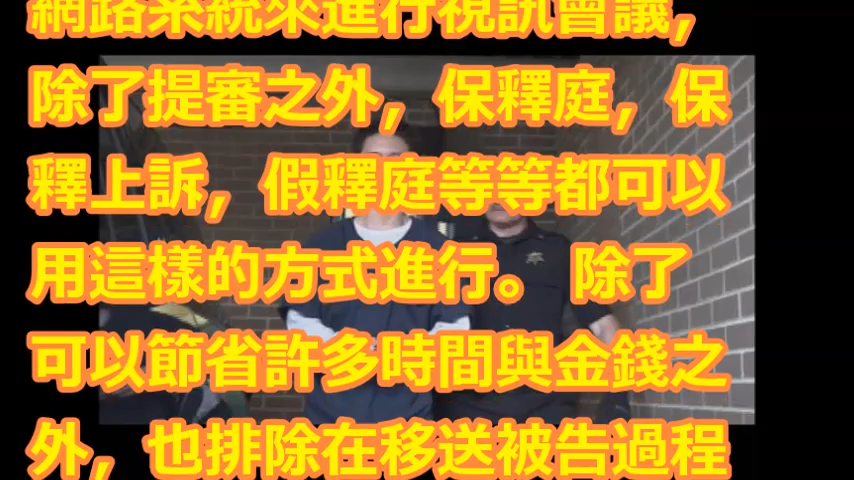 網路系統來進行視訊會議，
除了提審之外，保釋庭，保
釋上訴，假釋庭等等都可以
用這樣的方式進行。 除了
可以節省許多時間與金錢之
外，也排除在移送被告過程